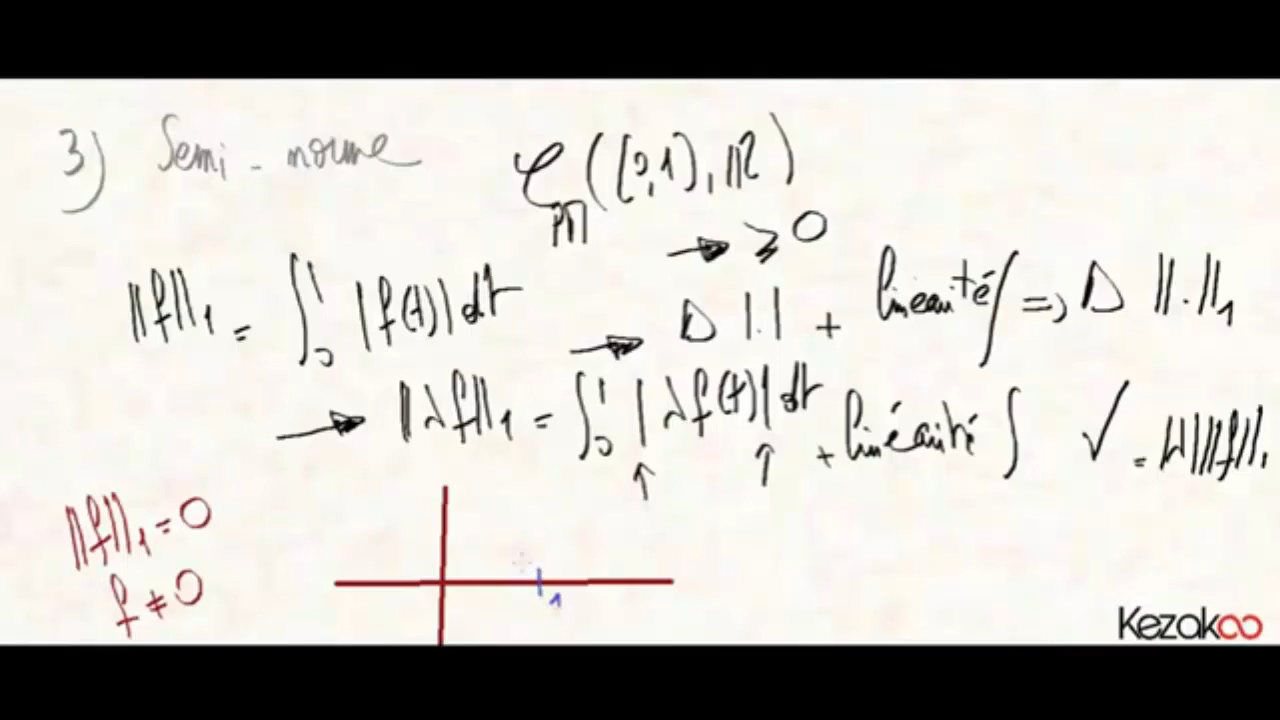 3) Semi-norme
𝒞_PM([0,1], ℝ)
→ ≥ 0
‖f‖₁ = ∫₀¹ |f(t)| dt
→ Δ |.| + linéarité ∫ ⇒ Δ ‖.‖₁
→ ‖λf‖₁ = ∫₀¹ |λf(t)| dt + linéarité ∫ ✓ = |λ|‖f‖₁
‖f‖₁ = 0
f ≠ 0
1
Kezakoo